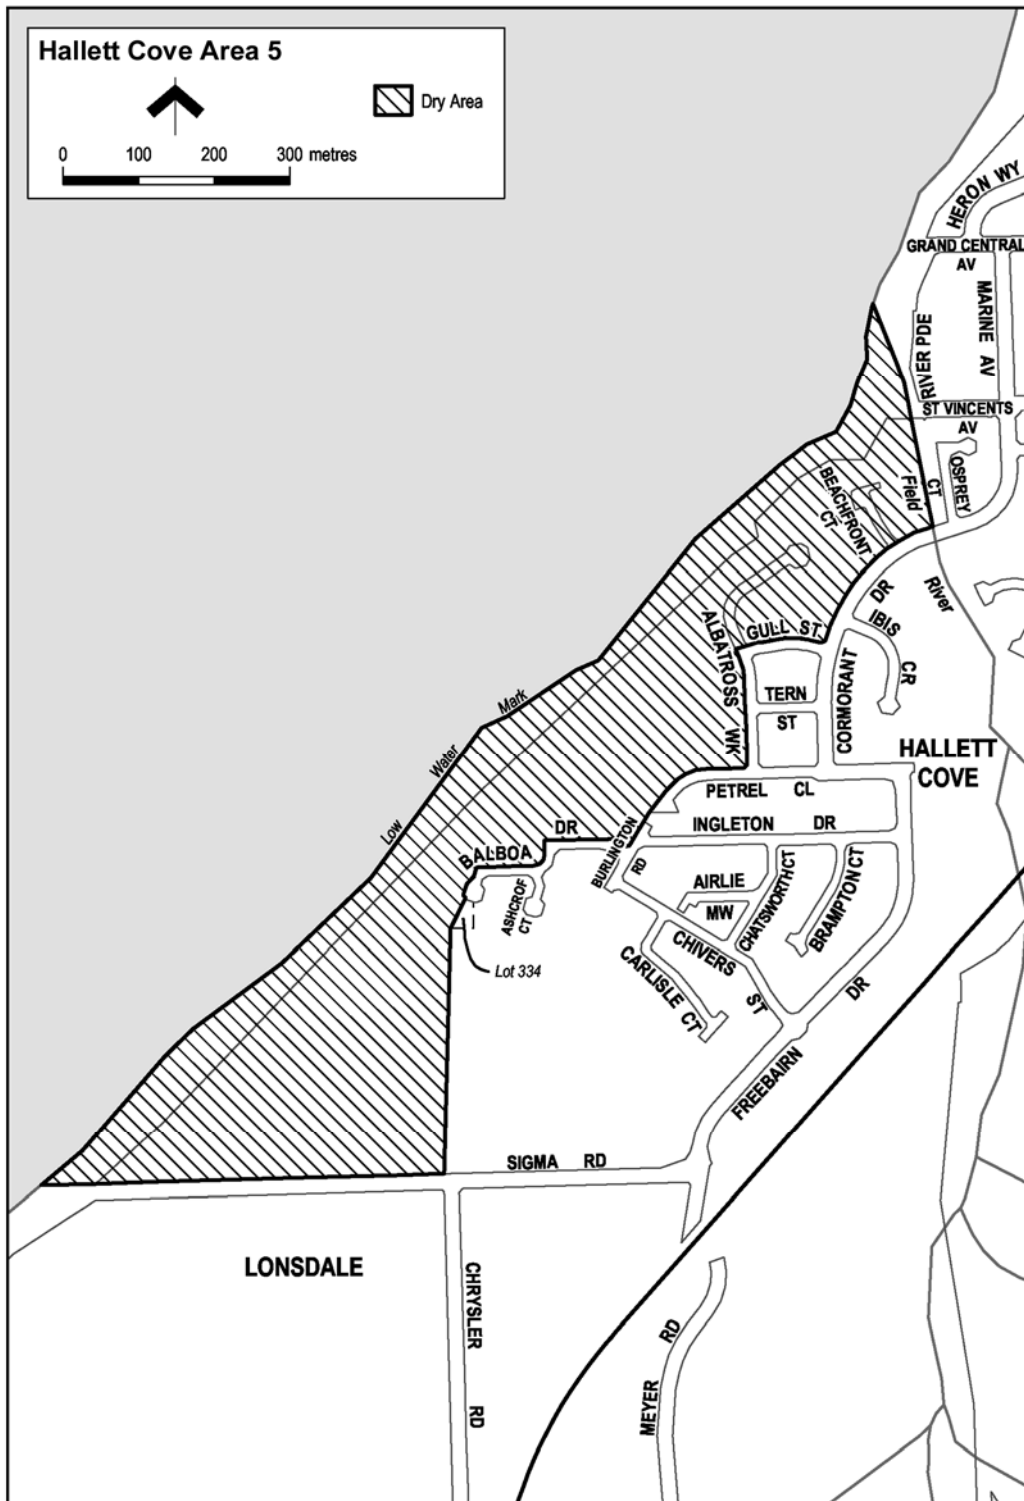 Hallett Cove Area 5
Dry Area
0 100 200 300 metres
HERON WY
GRAND CENTRAL
AV
MARINE AV
RIVER PDE
ST VINCENTS
AV
OSPREY
CT
Field
River
BEACHFRONT
CT
DR
IBIS
CR
GULL ST
ALBATROSS WK
TERN
ST
CORMORANT
HALLETT
COVE
Low Water Mark
PETREL CL
INGLETON DR
BURLINGTON
RD
BALBOA DR
ASHCROF
CT
Lot 334
AIRLIE
MW
CHATSWORTH CT
BRAMPTON CT
CHIVERS ST
CARLISLE CT
FREEBAIRN DR
SIGMA RD
LONSDALE
CHRYSLER RD
MEYER RD